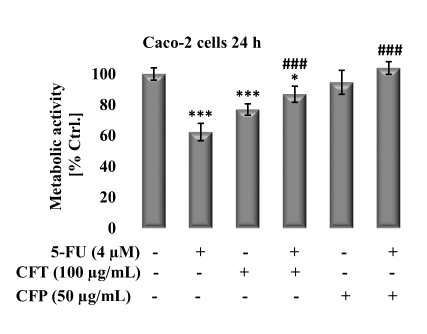 Caco-2 cells 24 h
Metabolic activity
[% Ctrl.]
100
80
60
40
20
0
***
***
###
*
###
5-FU (4 µM) - + - + - +
CFT (100 µg/mL) - - + + - -
CFP (50 µg/mL) - - - - + +